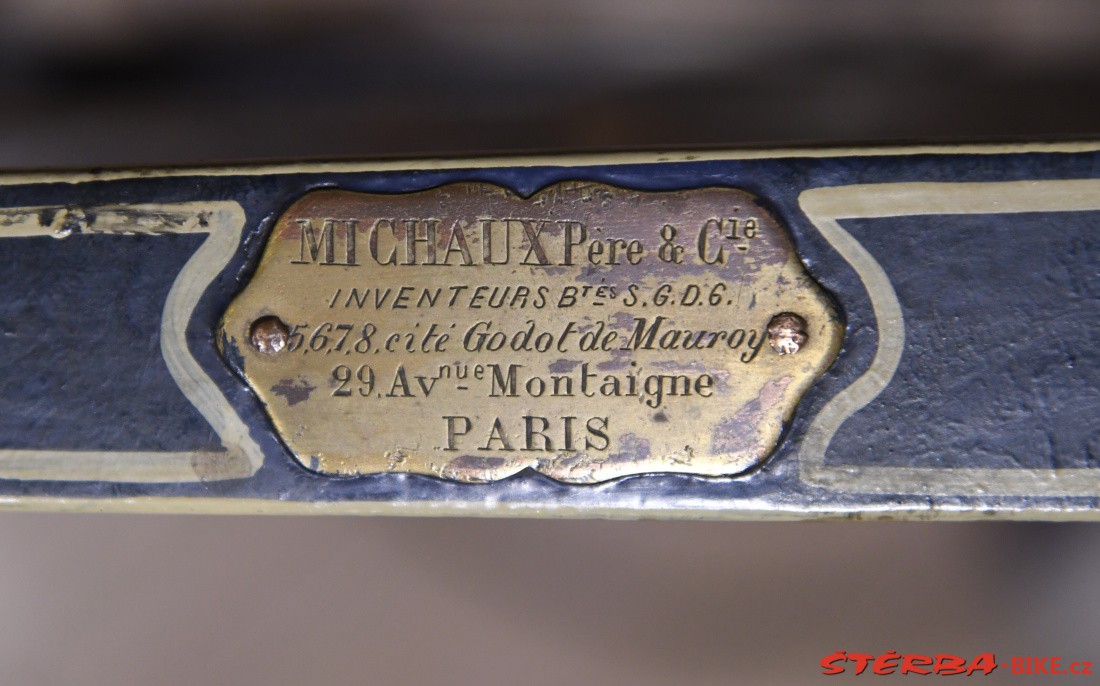 MICHAUX Père & Cie
INVENTEURS Btés S.G.D.G.
5,6,7,8, cité Godot de Mauroy
29, Avnue Montaigne
PARIS
ŠTĚRBA-BIKE.cz